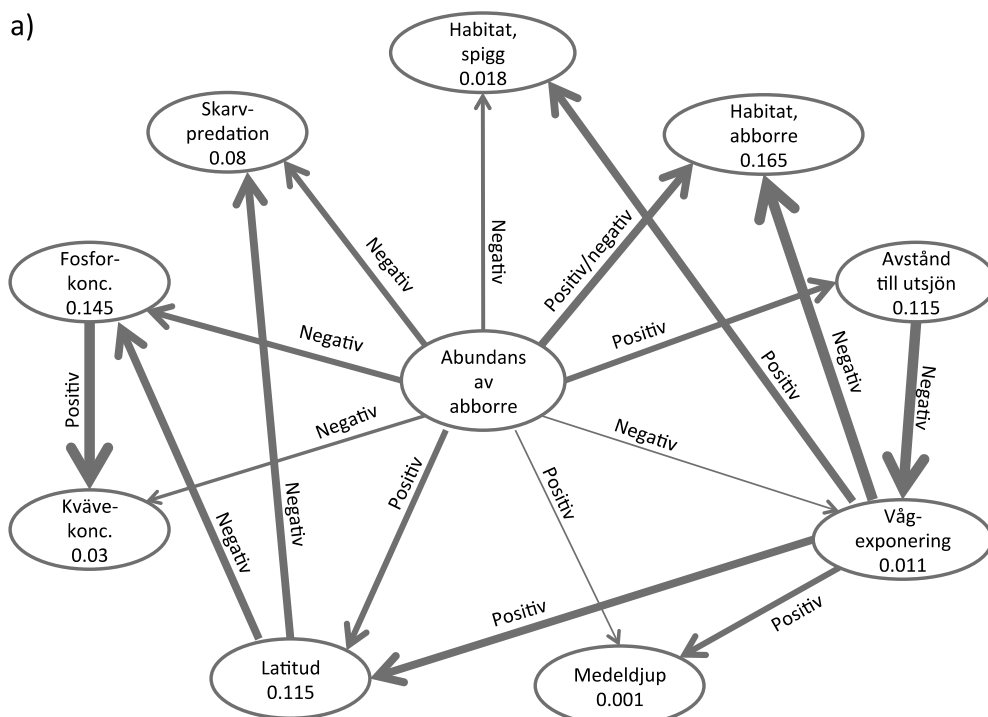 a)
Habitat,
spigg
0.018
Skarv-
predation
0.08
Habitat,
abborre
0.165
Fosfor-
konc.
0.145
Avstånd
till utsjön
0.115
Negativ
Negativ
Positiv/negativ
Negativ
Positiv
Positiv
Negativ
Negativ
Positiv
Abundans
av
abborre
Negativ
Negativ
Positiv
Positiv
Kväve-
konc.
0.03
Negativ
Negativ
Våg-
exponering
0.011
Positiv
Positiv
Latitud
0.115
Medeldjup
0.001